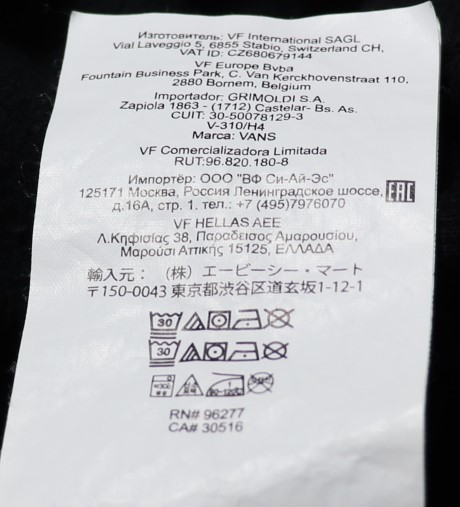 Изготовитель: VF International SAGL
Vial Laveggio 5, 6855 Stabio, Switzerland CH,
VAT ID: CZ680679144
VF Europe Bvba
Fountain Business Park, C. Van Kerckhovenstraat 110,
2880 Bornem, Belgium
Importador: GRIMOLDI S.A.
Zapiola 1863 - (1712) Castelar- Bs. As.
CUIT: 30-50078129-3
V-310/H4
Marca: VANS
VF Comercializadora Limitada
RUT:96.820.180-8
Импортёр: ООО "ВФ Си-Ай-Эс"
125171 Москва, Россия Ленинградское шоссе, EAC
д.16А, стр. 1. тел.: +7 (495)7976070
VF HELLAS AEE
Λ.Κηφισίας 38, Παραδεισος Αμαρουσίου,
Μαρούσι Αττικής 15125, ΕΛΛΑΔΑ
輸入元： （株）エービーシー・マート
〒150-0043 東京都渋谷区道玄坂1-12-1
30
30
RN# 96277
CA# 30516